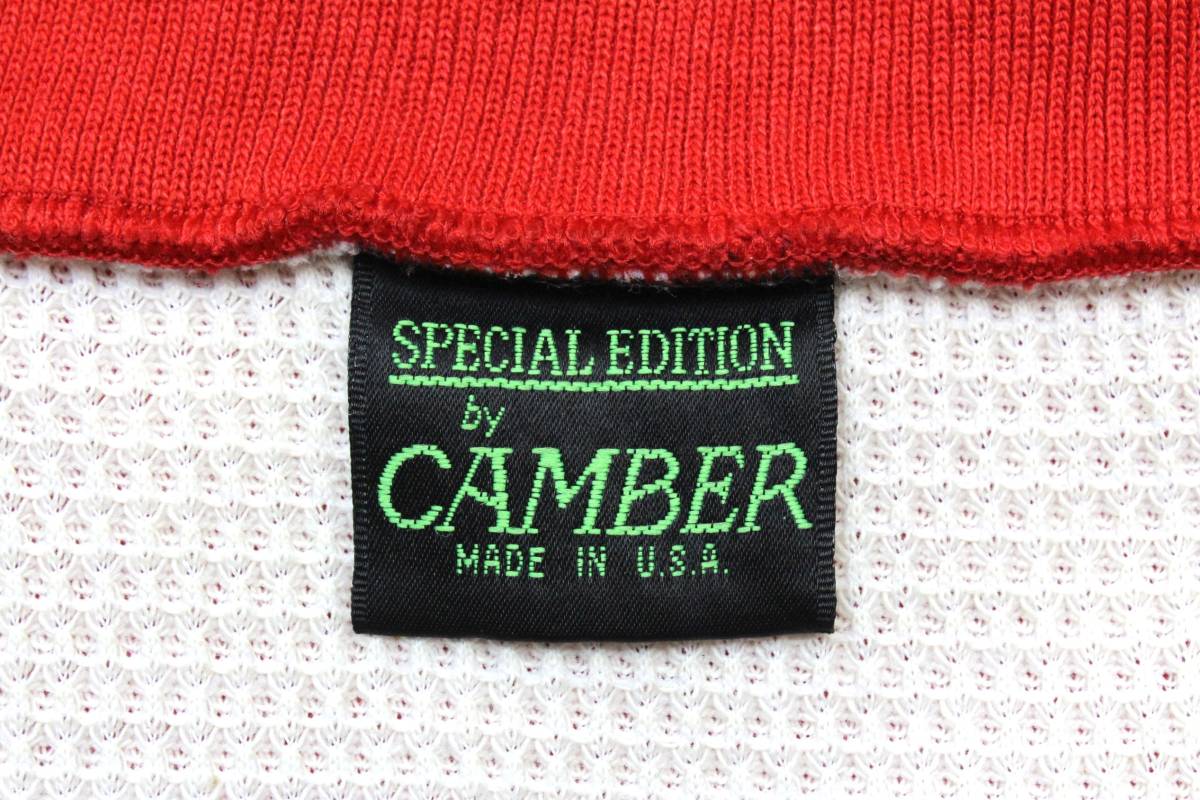 SPECIAL EDITION
by
CAMBER
MADE IN U.S.A.